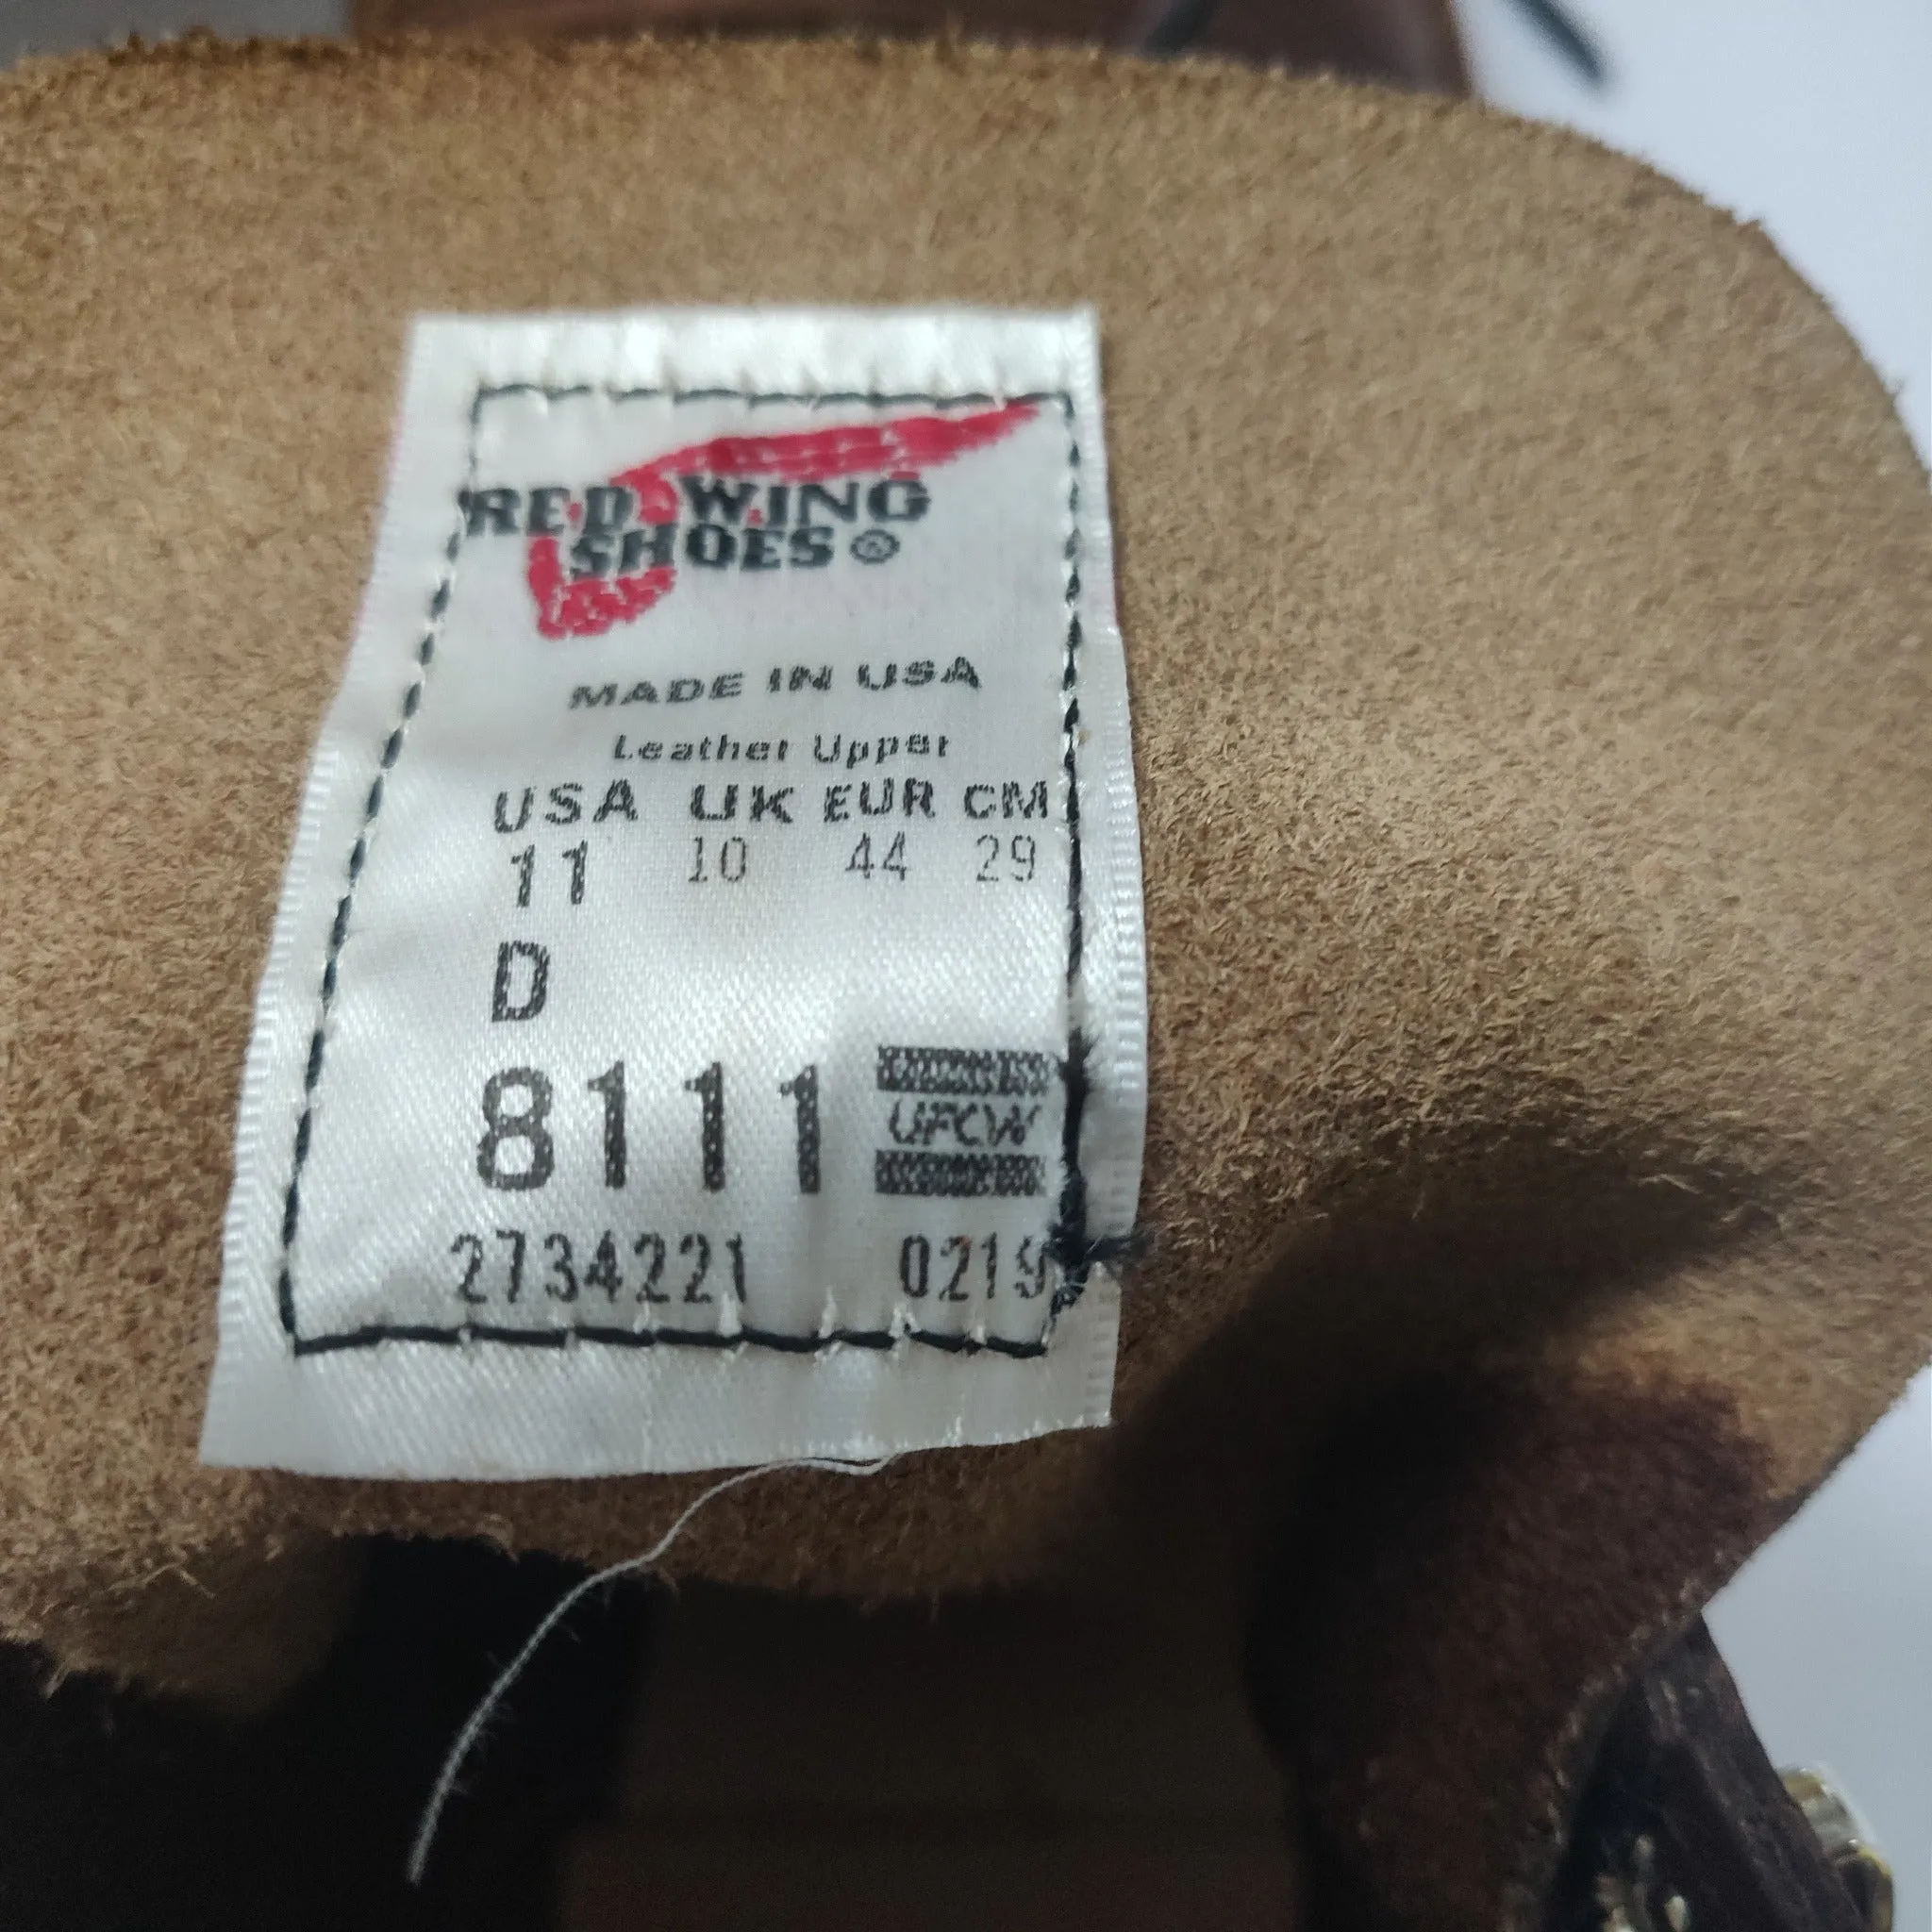 RED WING
SHOES ®
MADE IN USA
Leather Upper
USA UK EUR CM
11 10 44 29
D
8111 UFCW
2734221 0219